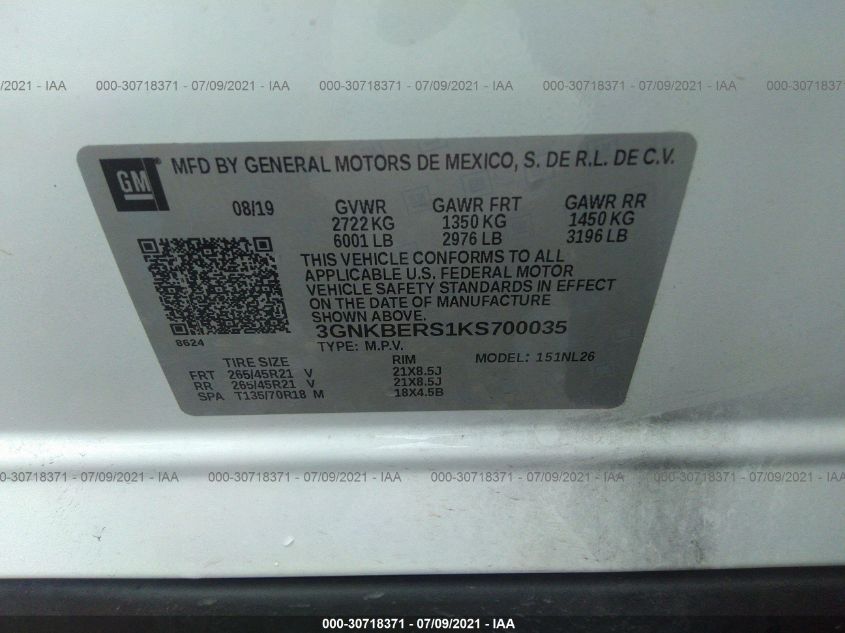 /2021 - IAA 000-30718371 - 07/09/2021 - IAA 000-30718371 - 07/09/2021 - IAA 000-30718371 - 07/09/2021 - IAA 000-30718
GM MFD BY GENERAL MOTORS DE MEXICO, S. DE R.L. DE C.V.
08/19 GVWR GAWR FRT GAWR RR
2722 KG 1350 KG 1450 KG
6001 LB 2976 LB 3196 LB
THIS VEHICLE CONFORMS TO ALL
APPLICABLE U.S. FEDERAL MOTOR
VEHICLE SAFETY STANDARDS IN EFFECT
ON THE DATE OF MANUFACTURE
SHOWN ABOVE.
3GNKBERS1KS700035
8624 TYPE: M.P.V. MODEL: 151NL26
TIRE SIZE RIM
FRT 265/45R21 V 21X8.5J
RR 265/45R21 V 21X8.5J
SPA T135/70R18 M 18X4.5B
000-30718371 - 07/09/2021 - IAA 000-30718371 - 07/09/2021 - IAA 000-30718371 - 07/09/2021 - IAA 000-30718371 - 07/09/2021
000-30718371 - 07/09/2021 - IAA